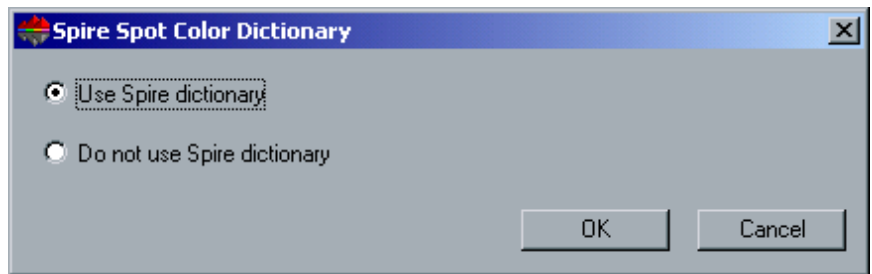 Spire Spot Color Dictionary
Use Spire dictionary
Do not use Spire dictionary
OK Cancel